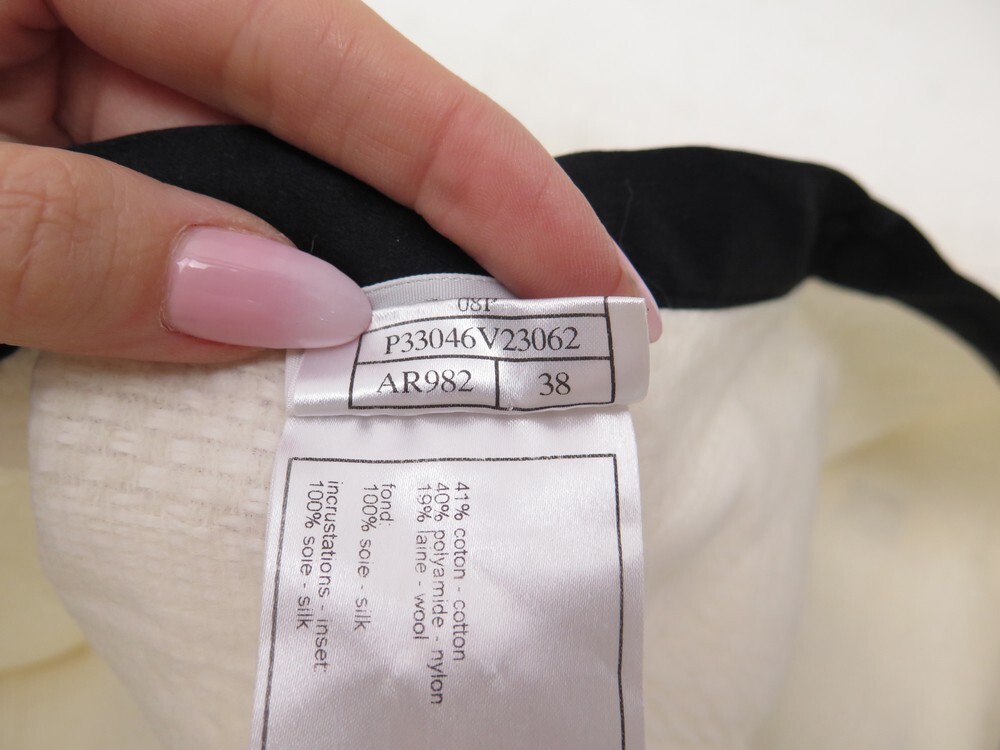 08P
P33046V23062
AR982 38
41% coton - cotton
40% polyamide - nylon
19% laine - wool
fond:
100% soie - silk
incrustations - inset:
100% soie - silk